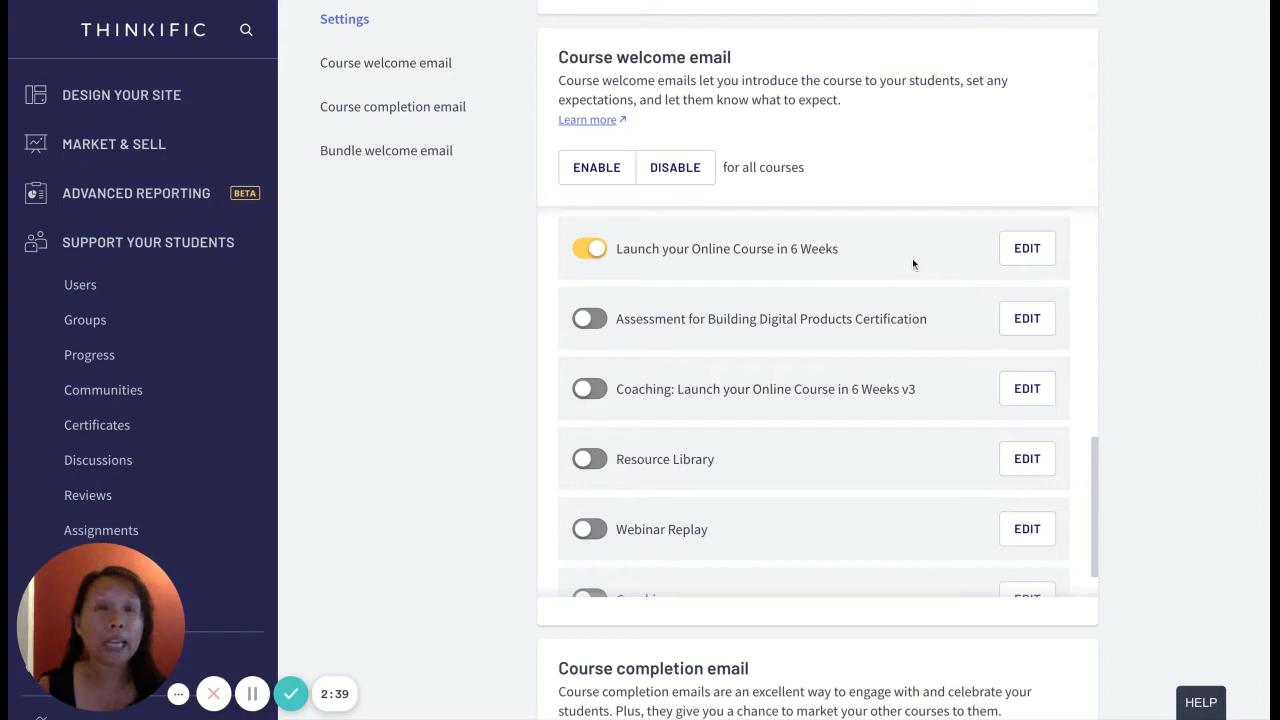 THINKIFIC
DESIGN YOUR SITE
MARKET & SELL
ADVANCED REPORTING BETA
SUPPORT YOUR STUDENTS
Users
Groups
Progress
Communities
Certificates
Discussions
Reviews
Assignments
2:39
Settings
Course welcome email
Course completion email
Bundle welcome email
Course welcome email
Course welcome emails let you introduce the course to your students, set any
expectations, and let them know what to expect.
Learn more
ENABLE DISABLE for all courses
Launch your Online Course in 6 Weeks EDIT
Assessment for Building Digital Products Certification EDIT
Coaching: Launch your Online Course in 6 Weeks v3 EDIT
Resource Library EDIT
Webinar Replay EDIT
EDIT
Course completion email
Course completion emails are an excellent way to engage with and celebrate your
students. Plus, they give you a chance to market your other courses to them.
HELP